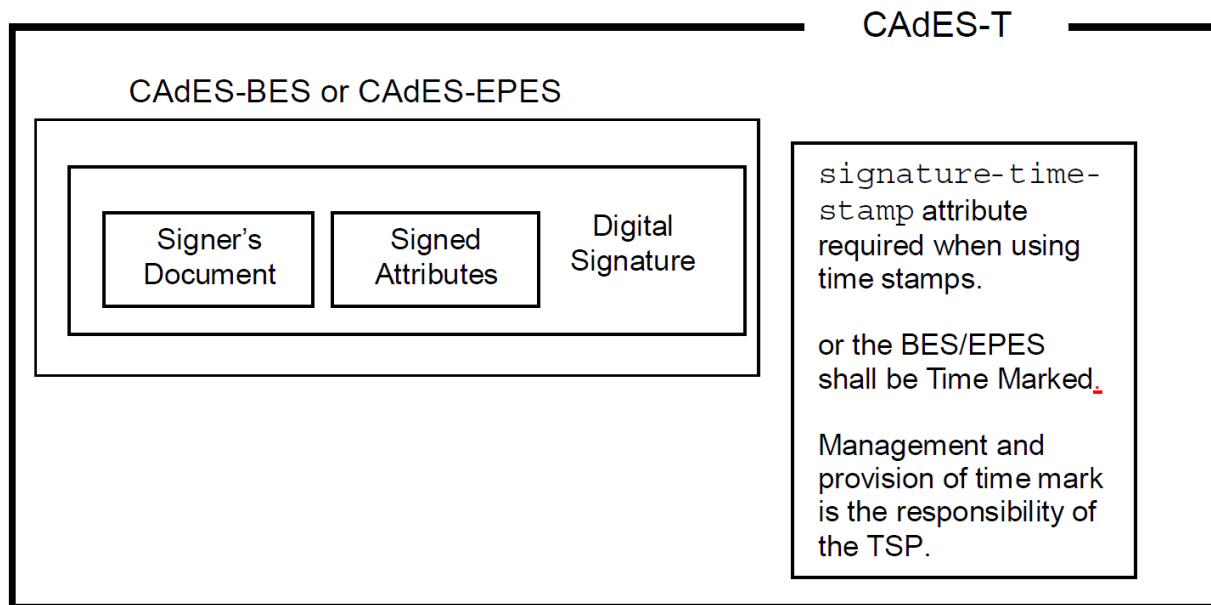 CAdES-T
CAdES-BES or CAdES-EPES
Signer’s
Document
Signed
Attributes
Digital
Signature
signature-time-
stamp attribute
required when using
time stamps.
or the BES/EPES
shall be Time Marked.
Management and
provision of time mark
is the responsibility of
the TSP.